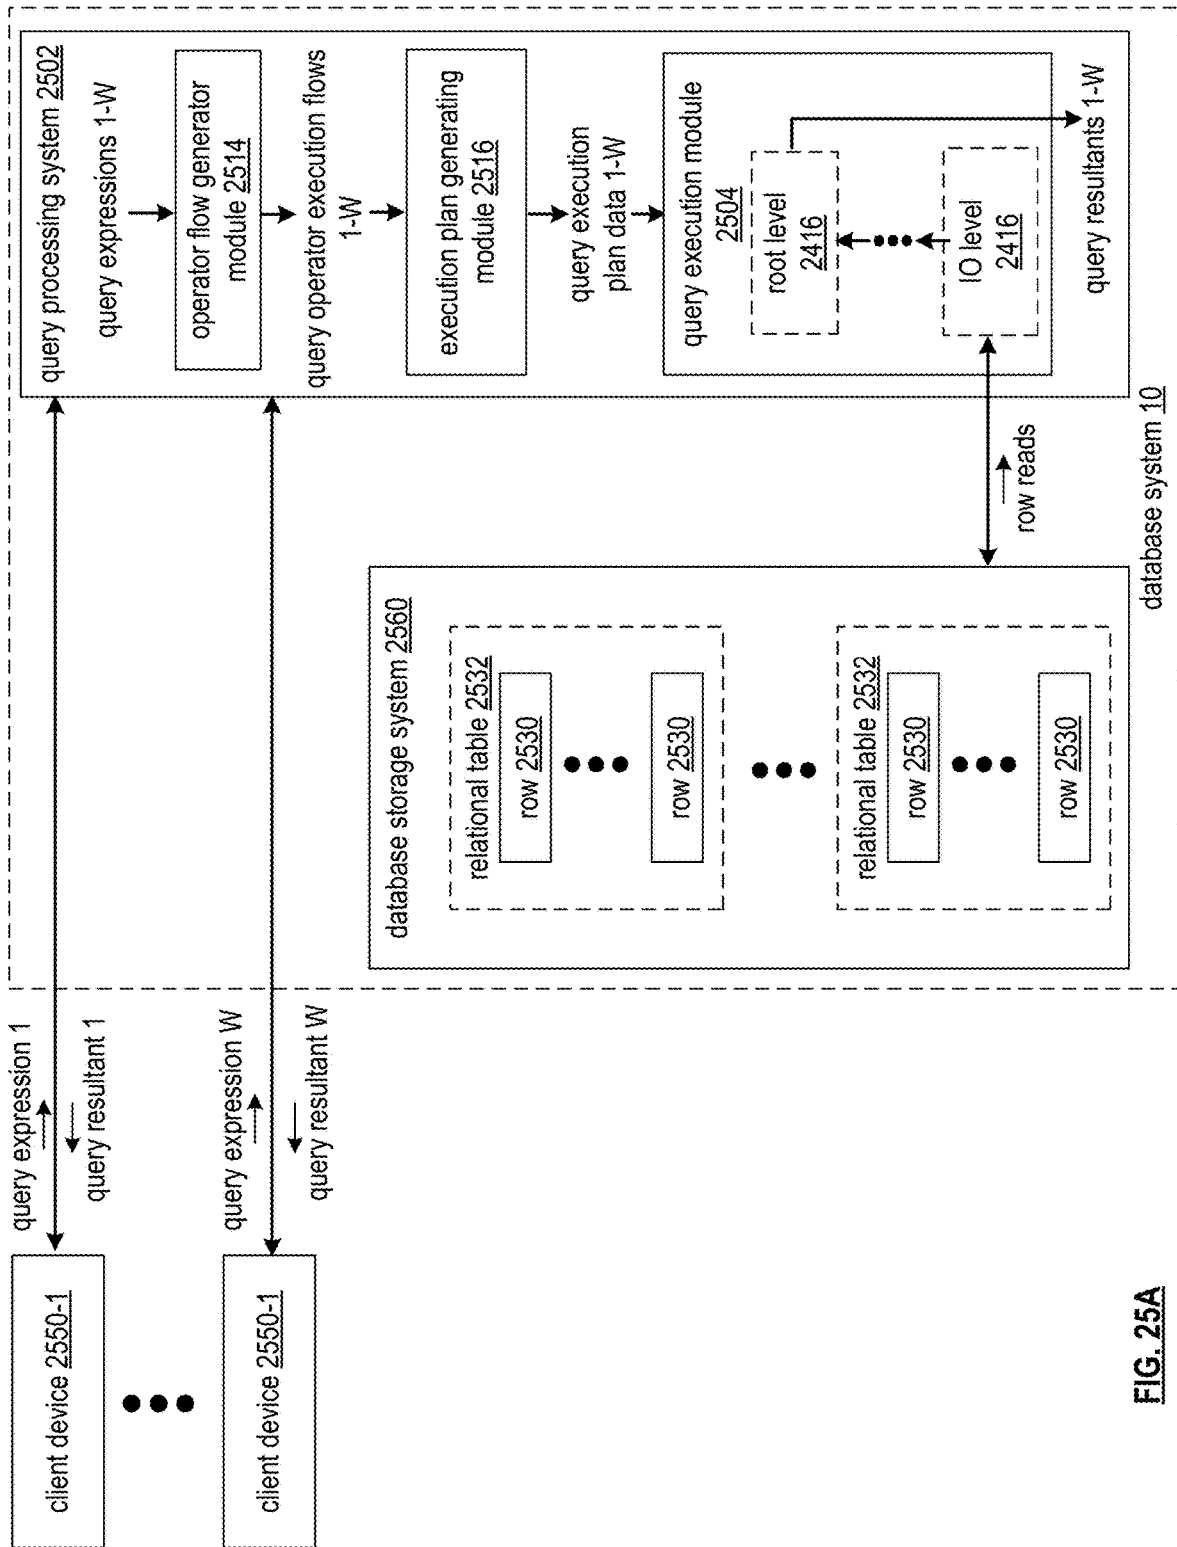 client device 2550-1
client device 2550-1
query expression 1
query resultant 1
query expression W
query resultant W
database storage system 2560
relational table 2532
row 2530
row 2530
relational table 2532
row 2530
row 2530
row reads
database system 10
query processing system 2502
query expressions 1-W
operator flow generator
module 2514
query operator execution flows
1-W
execution plan generating
module 2516
query execution
plan data 1-W
query execution module
2504
root level
2416
IO level
2416
query resultants 1-W
FIG. 25A